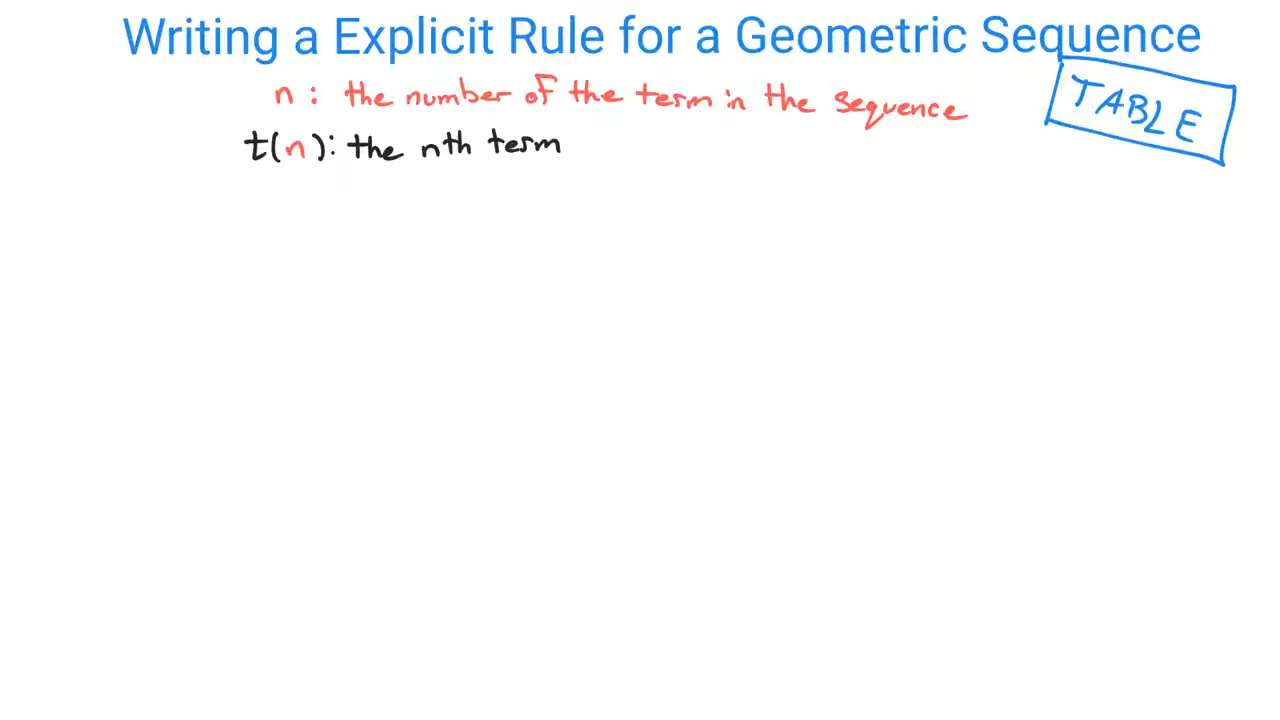 Writing a Explicit Rule for a Geometric Sequence
n : the number of the term in the sequence
TABLE
t(n): the nth term